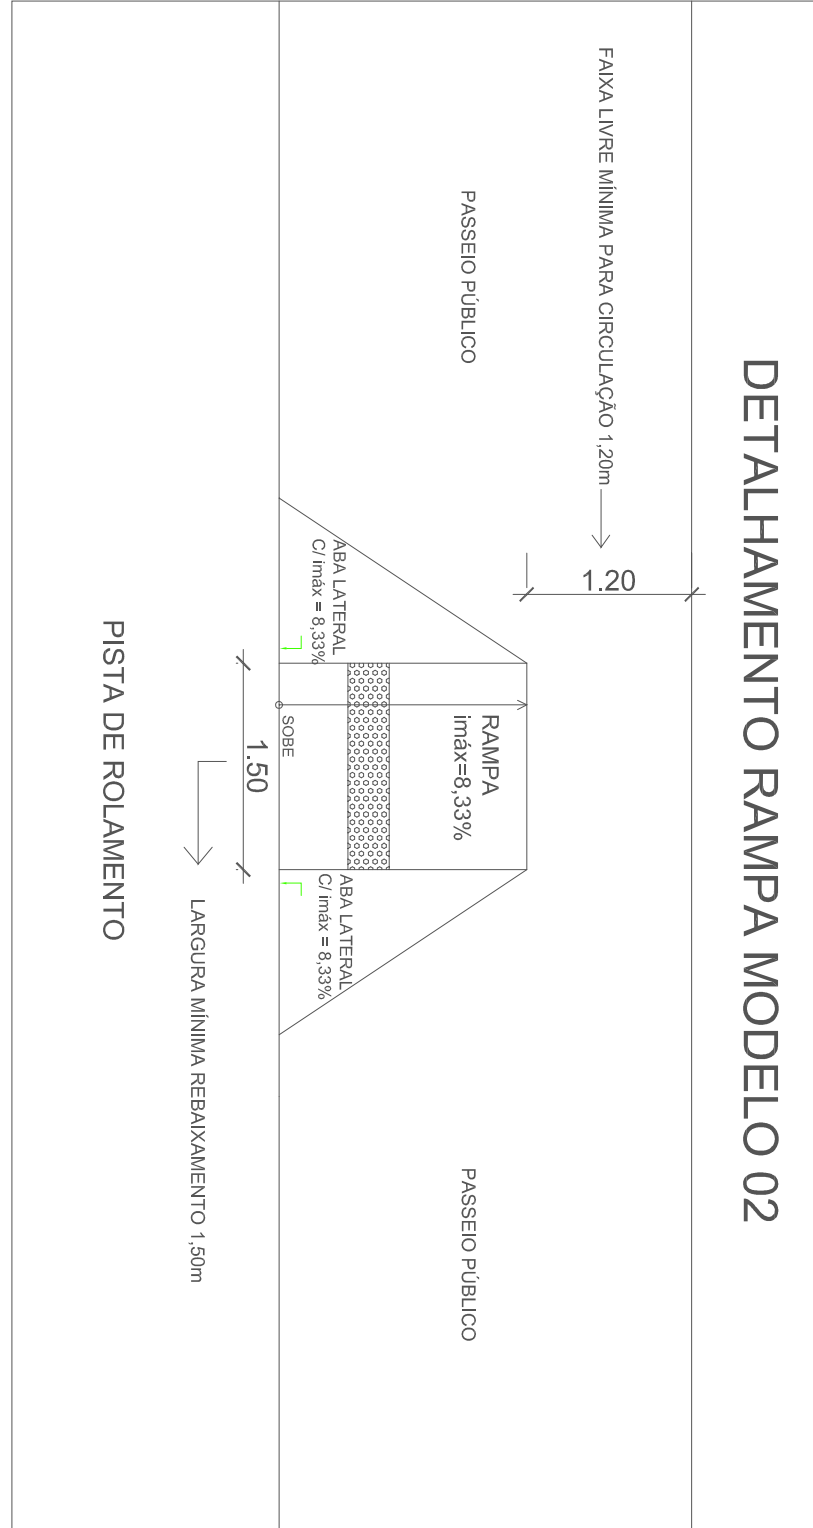 DETALHAMENTO RAMPA MODELO 02
FAIXA LIVRE MÍNIMA PARA CIRCULAÇÃO 1,20m
1.20
PASSEIO PÚBLICO
RAMPA
imáx=8,33%
PASSEIO PÚBLICO
ABA LATERAL
C/ imáx = 8,33%
ABA LATERAL
C/ imáx = 8,33%
SOBE
1.50
LARGURA MÍNIMA REBAIXAMENTO 1,50m
PISTA DE ROLAMENTO